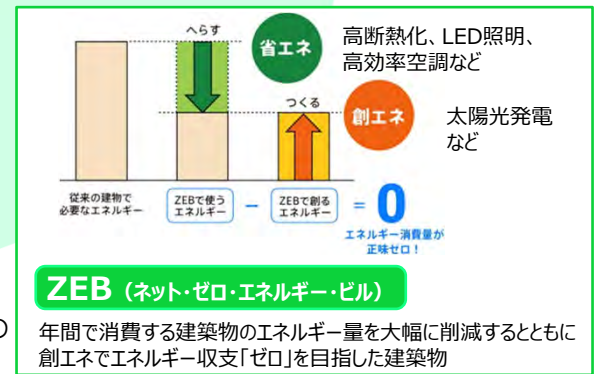 へらす
省エネ
高断熱化、LED照明、
高効率空調など
つくる
創エネ
太陽光発電
など
従来の建物で
必要なエネルギー
ZEBで使う
エネルギー
−
ZEBで創る
エネルギー
= 0
エネルギー消費量が
正味ゼロ！
ZEB（ネット・ゼロ・エネルギー・ビル）
の
年間で消費する建築物のエネルギー量を大幅に削減するとともに
創エネでエネルギー収支「ゼロ」を目指した建築物